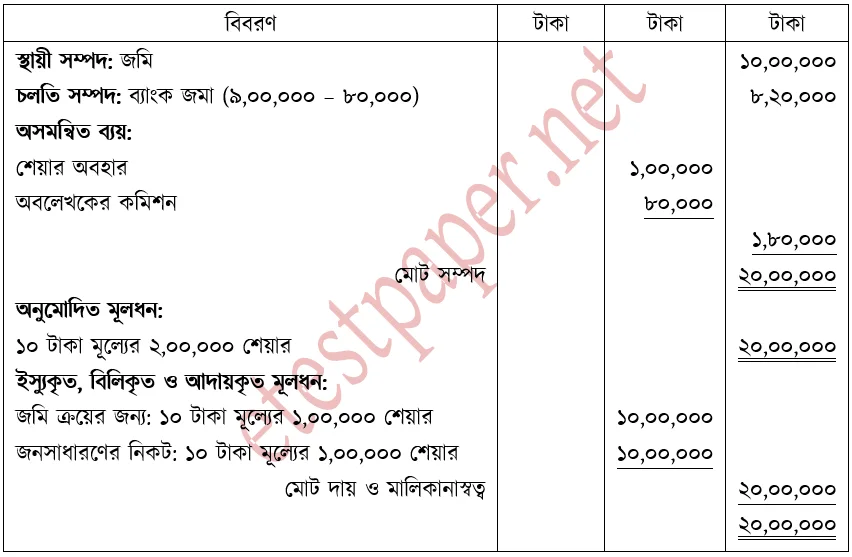 বিবরণ টাকা টাকা টাকা
স্থায়ী সম্পদ: জমি ১০,০০,০০০
চলতি সম্পদ: ব্যাংক জমা (৯,০০,০০০ – ৮০,০০০) ৮,২০,০০০
অসমন্বিত ব্যয়:
শেয়ার অবহার ১,০০,০০০
অবলেখকের কমিশন ৮০,০০০
১,৮০,০০০
মোট সম্পদ ২০,০০,০০০
অনুমোদিত মূলধন:
১০ টাকা মূল্যের ২,০০,০০০ শেয়ার ২০,০০,০০০
ইস্যুকৃত, বিলিকৃত ও আদায়কৃত মূলধন:
জমি ক্রয়ের জন্য: ১০ টাকা মূল্যের ১,০০,০০০ শেয়ার ১০,০০,০০০
জনসাধারণের নিকট: ১০ টাকা মূল্যের ১,০০,০০০ শেয়ার ১০,০০,০০০
মোট দায় ও মালিকানাস্বত্ব ২০,০০,০০০
২০,০০,০০০
etestpaper.net